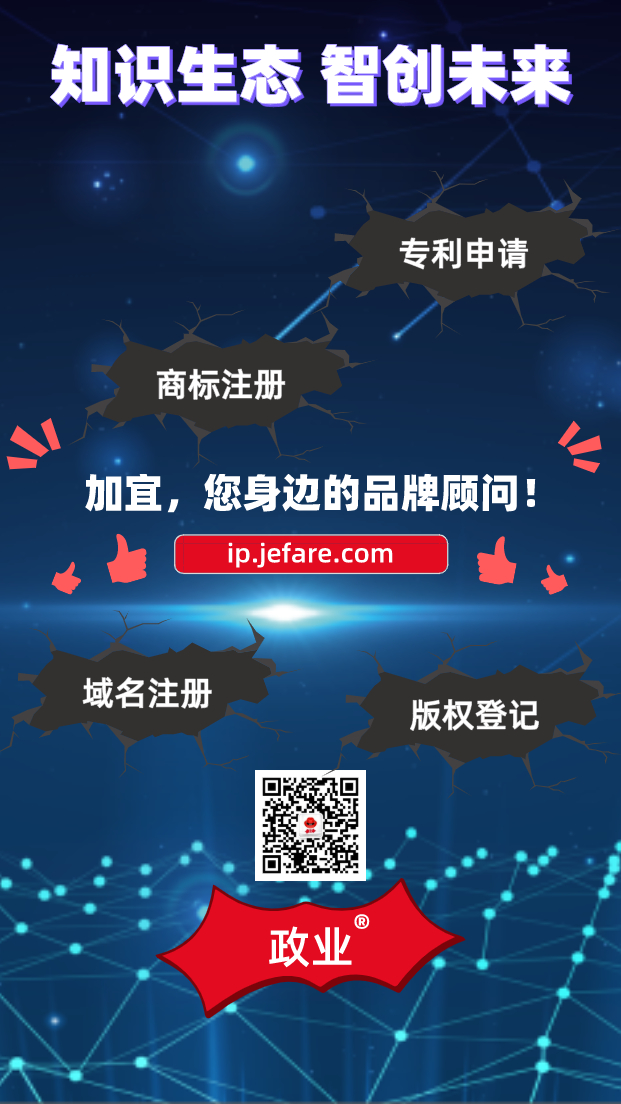 知识生态 智创未来
专利申请
商标注册
加宜，您身边的品牌顾问！
ip.jefare.com
域名注册
版权登记
政业®